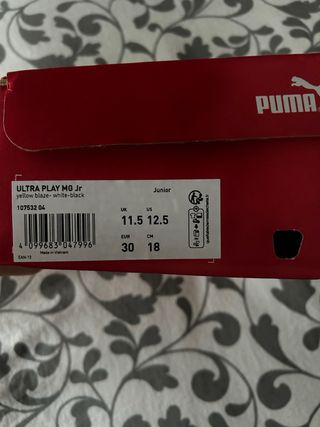 PUMA
ULTRA PLAY MG Jr
yellow blaze- white-black
107532 04
Junior
UK US
11.5 12.5
EUR CM
30 18
4 099683 047996
EAN 13
Made in Vietnam